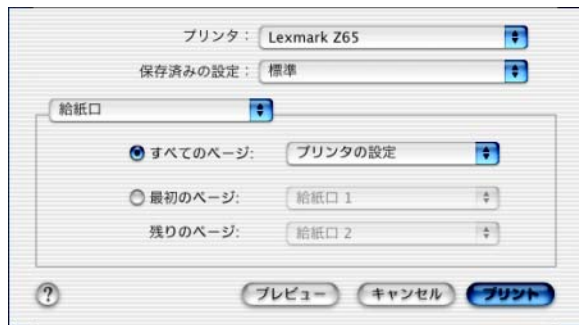 プリンタ： Lexmark Z65
保存済みの設定： 標準
給紙口
すべてのページ: プリンタの設定
最初のページ: 給紙口 1
残りのページ: 給紙口 2
? プレビュー キャンセル プリント